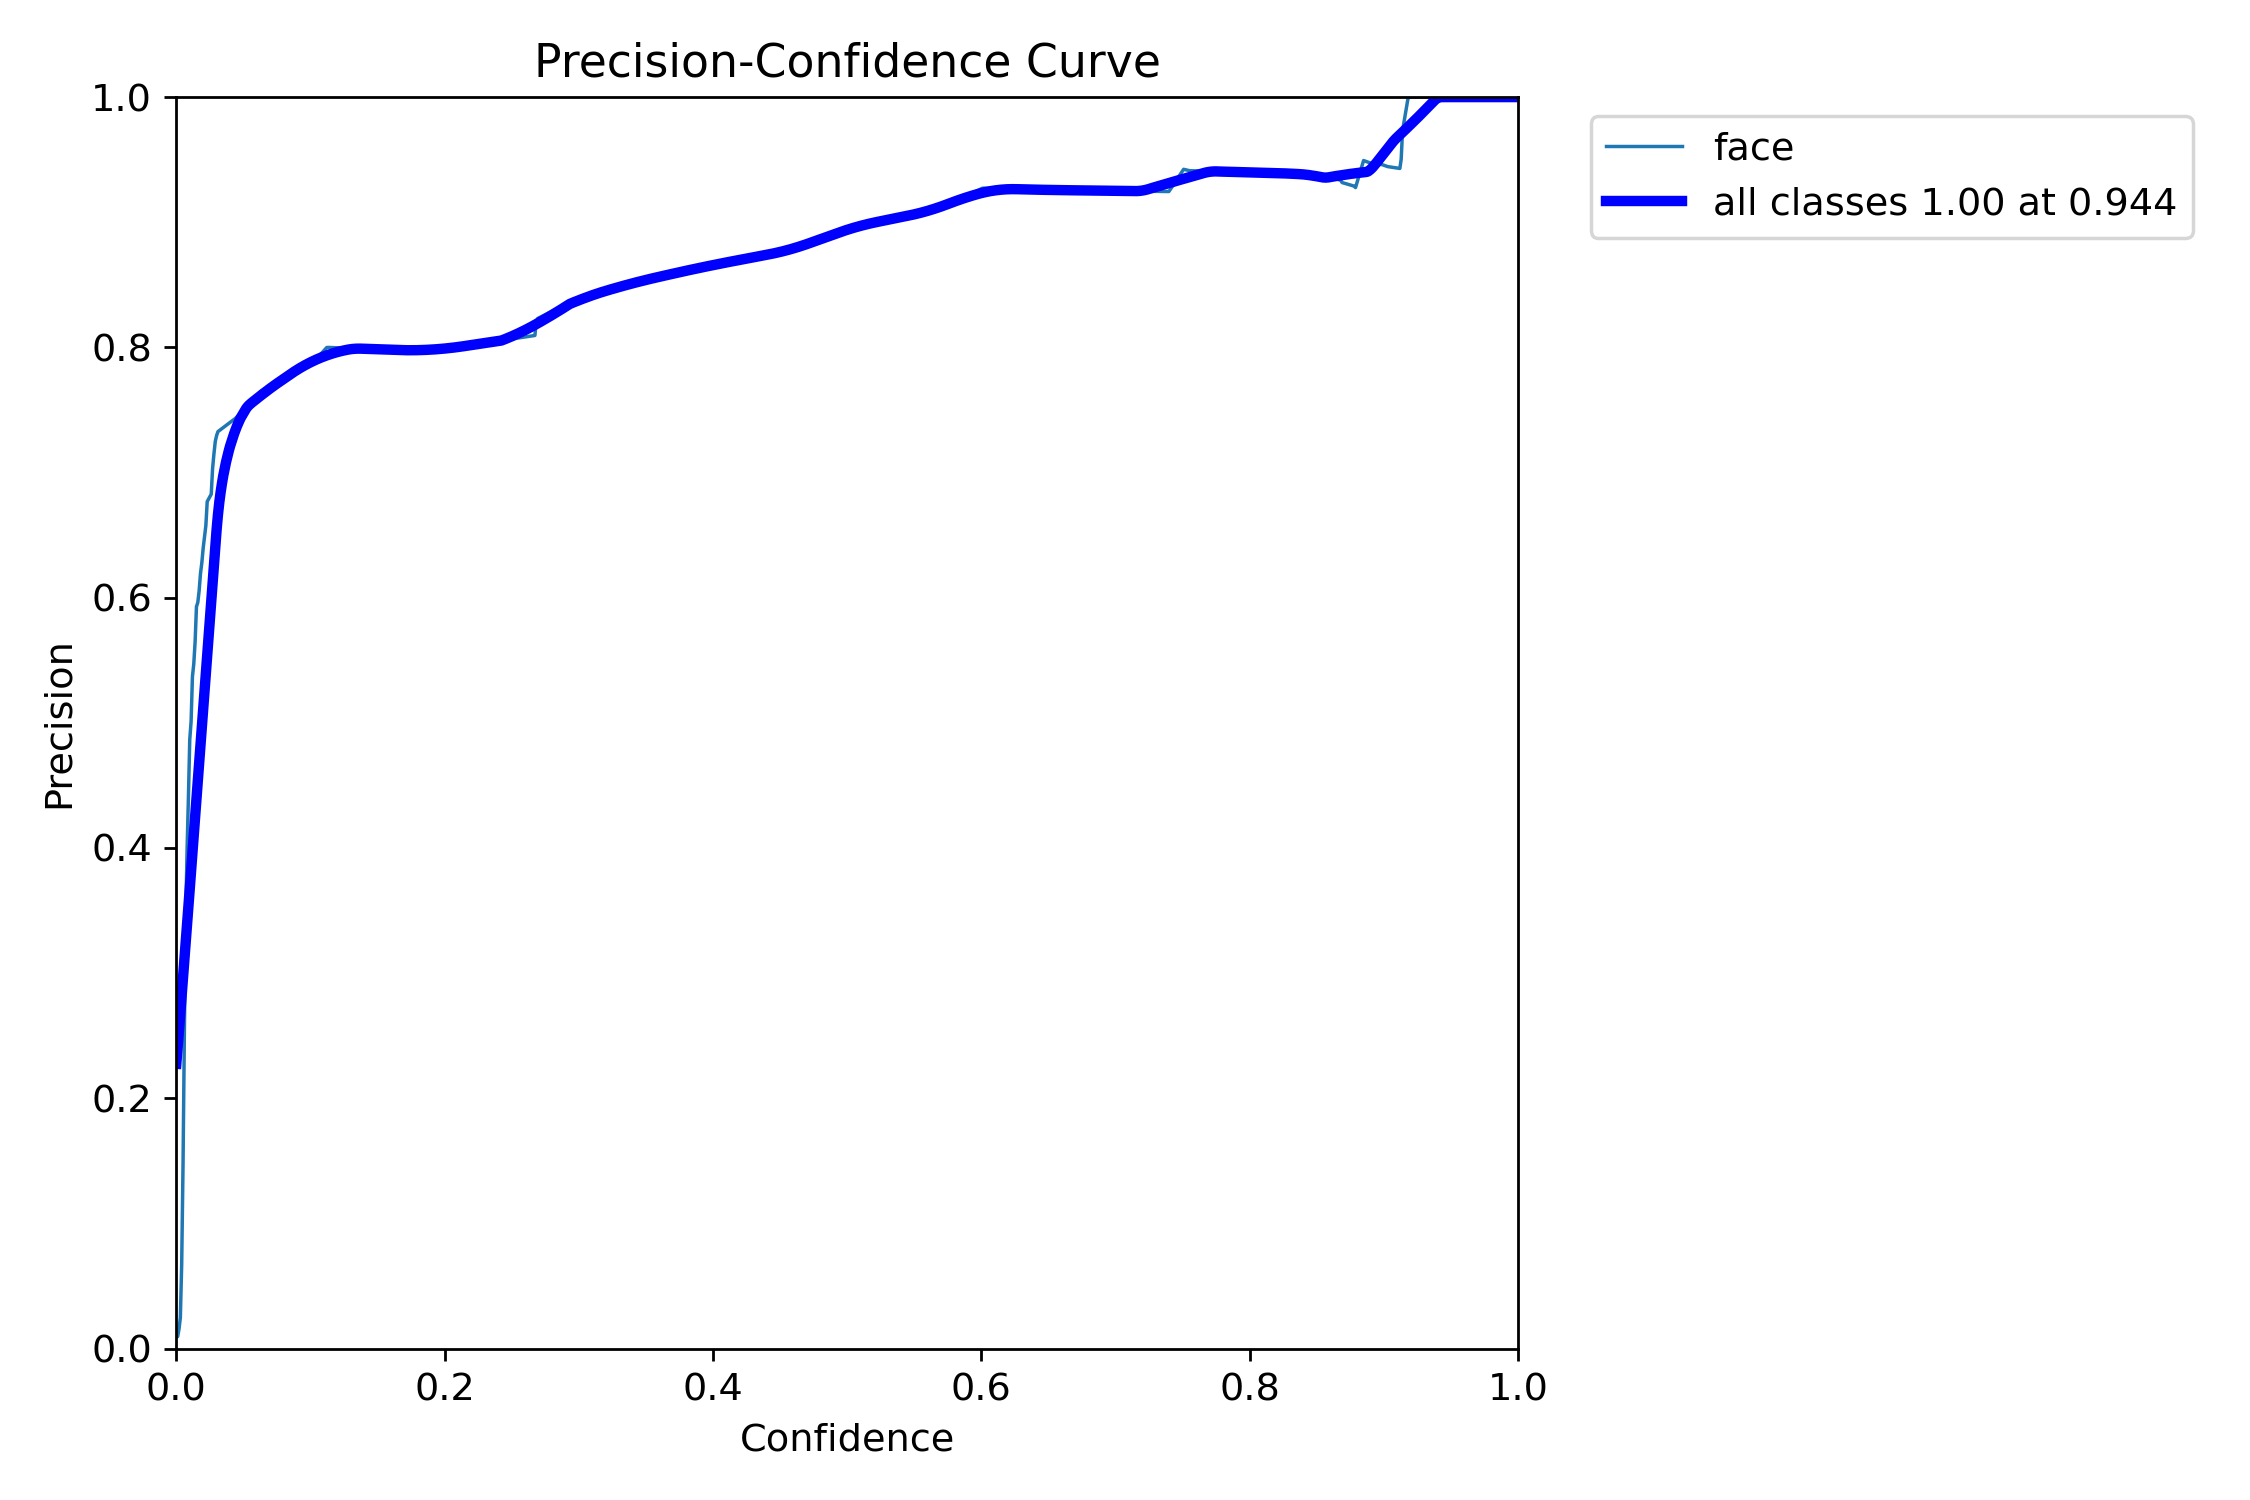 Precision-Confidence Curve
1.0
0.8
0.6
0.4
0.2
0.0
Precision
0.0 0.2 0.4 0.6 0.8 1.0
Confidence
face
all classes 1.00 at 0.944